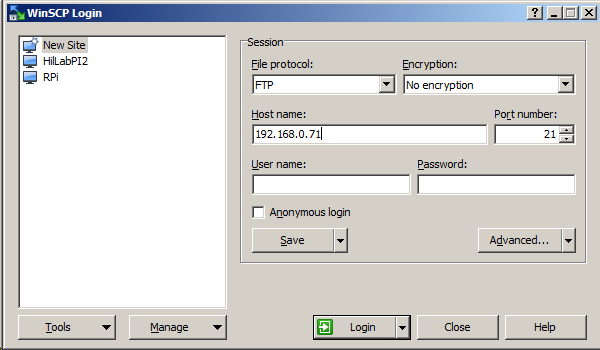 WinSCP Login
New Site
HilLabPI2
RPi
Session
File protocol:
Encryption:
FTP
No encryption
Host name:
Port number:
192.168.0.71
21
User name:
Password:
Anonymous login
Save
Advanced...
Tools
Manage
Login
Close
Help